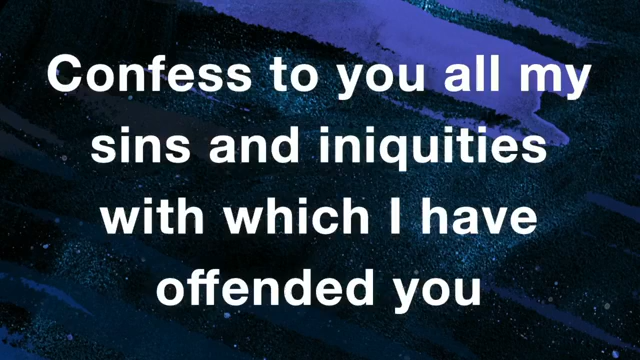 Confess to you all my
sins and iniquities
with which I have
offended you